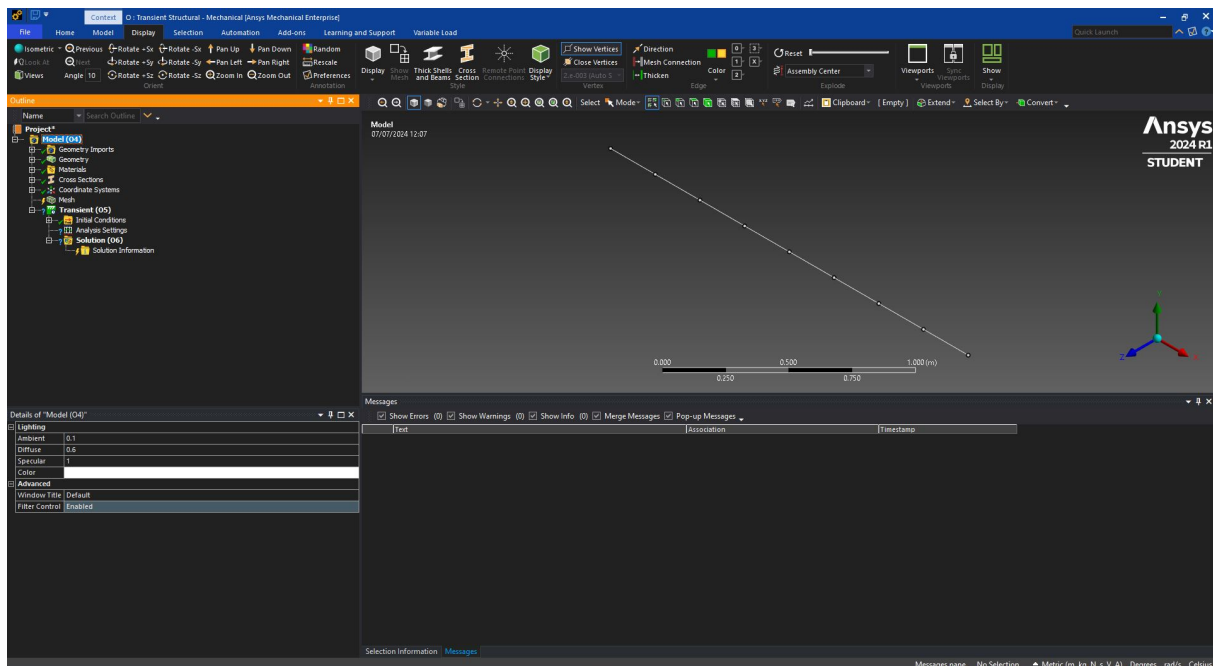 Context O : Transient Structural - Mechanical [Ansys Mechanical Enterprise]
File Home Model Display Selection Automation Add-ons Learning and Support Variable Load Quick Launch
Isometric Previous Rotate +Sx Rotate -Sx Pan Up Pan Down Random
Look At Next Rotate +Sy Rotate -Sy Pan Left Pan Right Rescale
Views Angle 10 Rotate +Sz Rotate -Sz Zoom In Zoom Out Preferences
Orient Annotation
Display Show Mesh Thick Shells and Beams Cross Section Remote Point Connections Display Style
Style
Show Vertices
Close Vertices
2.e-003 (Auto S
Vertex
Direction
Mesh Connection
Thicken
Color
0 3
1 X
2
Edge
Reset
Assembly Center
Explode
Viewports Sync Viewports
Viewports
Show
Display
Outline
Select Mode Clipboard [ Empty ] Extend Select By Convert
Name Search Outline
Project*
Model (O4)
Geometry Imports
Geometry
Materials
Cross Sections
Coordinate Systems
Mesh
Transient (O5)
Initial Conditions
Analysis Settings
Solution (O6)
Solution Information
Model
07/07/2024 12:07
Ansys
2024 R1
STUDENT
Y
Z
X
0.000 0.500 1.000 (m)
0.250 0.750
Details of "Model (O4)"
Lighting
Ambient 0.1
Diffuse 0.6
Specular 1
Color
Advanced
Window Title Default
Filter Control Enabled
Messages
Show Errors (0) Show Warnings (0) Show Info (0) Merge Messages Pop-up Messages
Text Association Timestamp
Selection Information Messages
Messages pane No Selection Metric (m, kg, N, s, V, A) Degrees rad/s Celsius